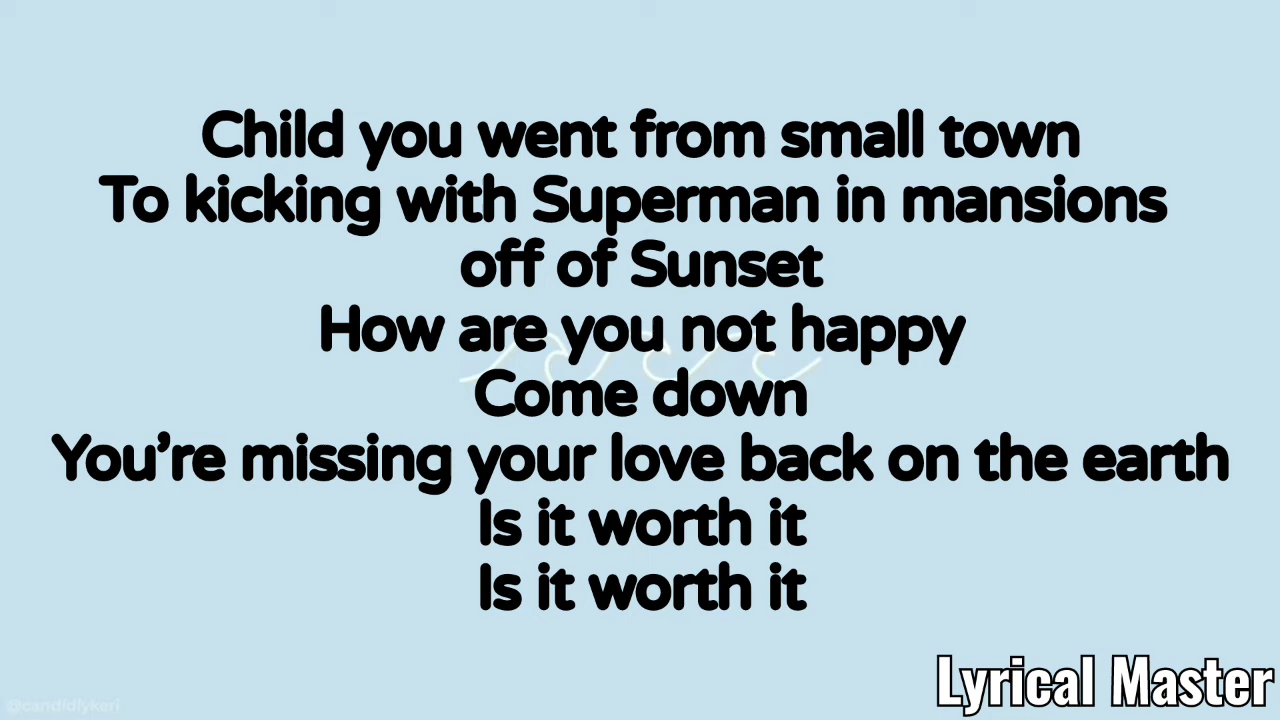 Child you went from small town
To kicking with Superman in mansions
off of Sunset
How are you not happy
Come down
You’re missing your love back on the earth
Is it worth it
Is it worth it
Lyrical Master
@candidlykeri